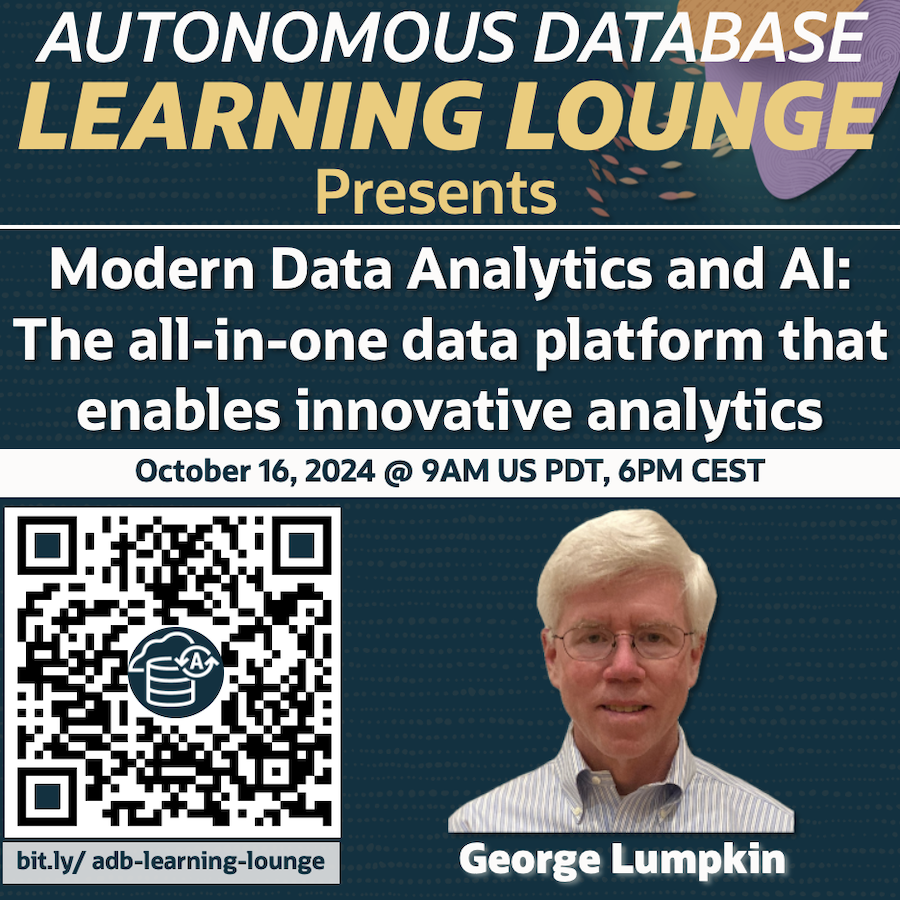 AUTONOMOUS DATABASE
LEARNING LOUNGE
Presents
Modern Data Analytics and AI:
The all-in-one data platform that
enables innovative analytics
October 16, 2024 @ 9AM US PDT, 6PM CEST
A
bit.ly/ adb-learning-lounge
George Lumpkin